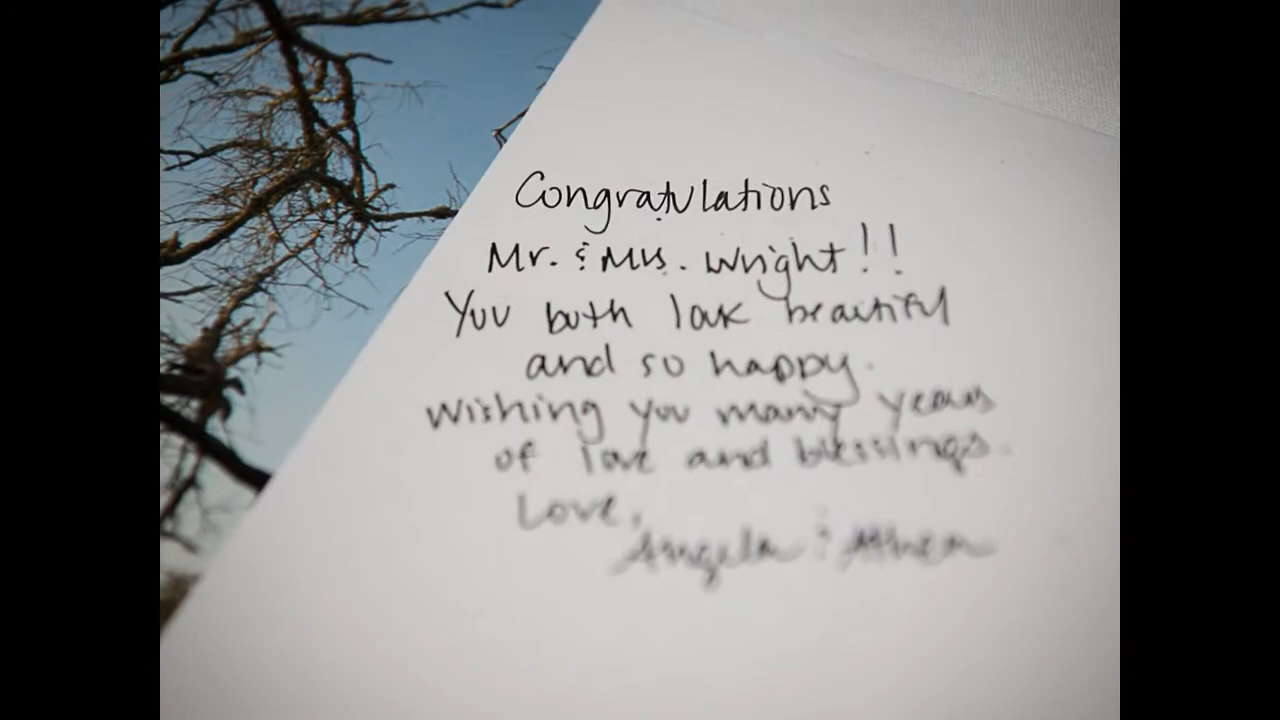 Congratulations
Mr. & Mrs. Wright!!
You both look beautiful
and so happy.
Wishing you many years
of love and blessings.
Love,
Angela &